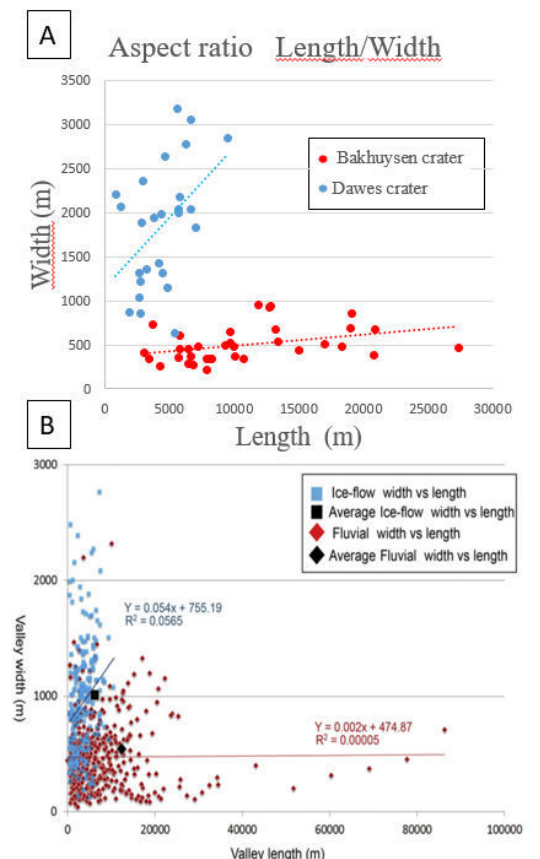 A
Aspect ratio Length/Width
3500
3000
2500
2000
1500
1000
500
0
Width (m)
Bakhuysen crater
Dawes crater
0 5000 10000 15000 20000 25000 30000
Length (m)
B
3000
2000
1000
0
Valley width (m)
Ice-flow width vs length
Average Ice-flow width vs length
Fluvial width vs length
Average Fluvial width vs length
Y = 0.054x + 755.19
R² = 0.0565
Y = 0.002x + 474.87
R² = 0.00005
0 20000 40000 60000 80000 100000
Valley length (m)